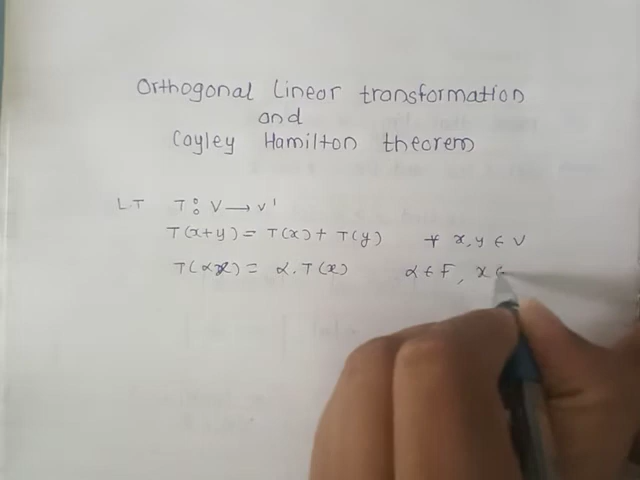 Orthogonal Linear transformation
and
Cayley Hamilton theorem
L.T T: V → V'
T(x+y) = T(x) + T(y) ∀ x, y ∈ V
T(αx) = α. T(x) α ∈ F, x ∈